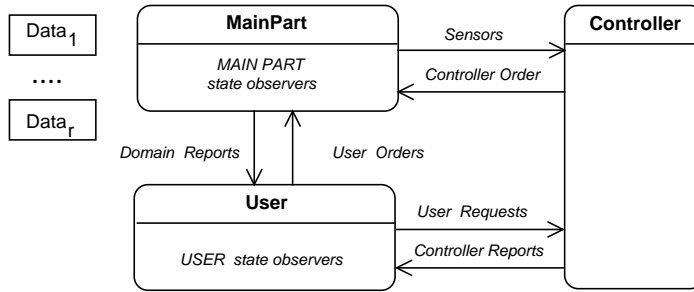 Data1
....
Datar
MainPart
MAIN PART
state observers
Sensors
Controller Order
Controller
Domain Reports
User Orders
User
USER state observers
User Requests
Controller Reports